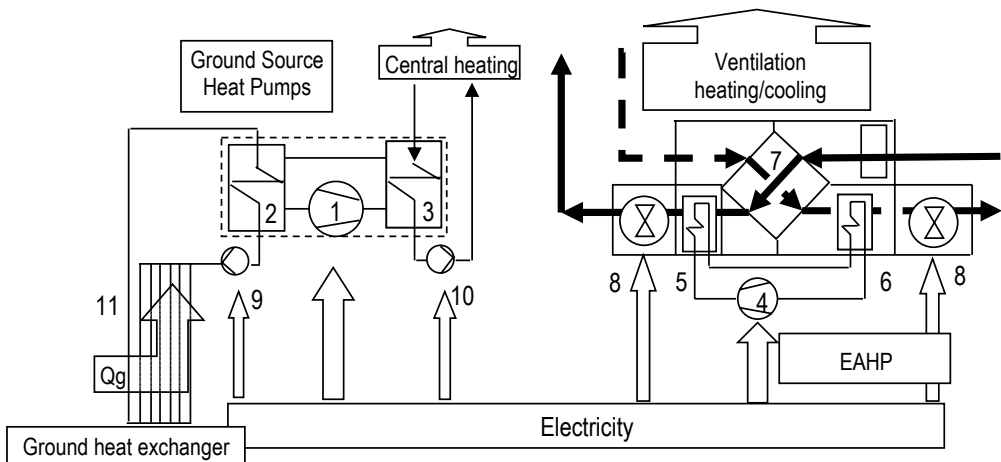 Ground Source
Heat Pumps
Central heating
Ventilation
heating/cooling
7
2
1
3
11
9
10
8
5
4
6
8
Qg
EAHP
Electricity
Ground heat exchanger